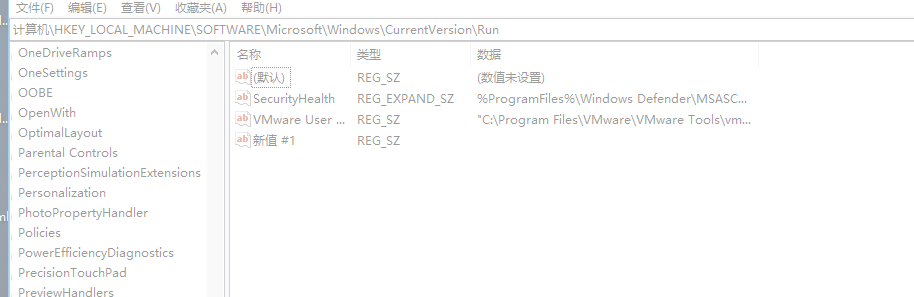 文件(F) 编辑(E) 查看(V) 收藏夹(A) 帮助(H)
计算机\HKEY_LOCAL_MACHINE\SOFTWARE\Microsoft\Windows\CurrentVersion\Run
OneDriveRamps
OneSettings
OOBE
OpenWith
OptimalLayout
Parental Controls
PerceptionSimulationExtensions
Personalization
PhotoPropertyHandler
Policies
PowerEfficiencyDiagnostics
PrecisionTouchPad
PreviewHandlers
名称 类型 数据
ab (默认) REG_SZ (数值未设置)
ab SecurityHealth REG_EXPAND_SZ %ProgramFiles%\Windows Defender\MSASC...
ab VMware User ... REG_SZ "C:\Program Files\VMware\VMware Tools\vm...
ab 新值 #1 REG_SZ